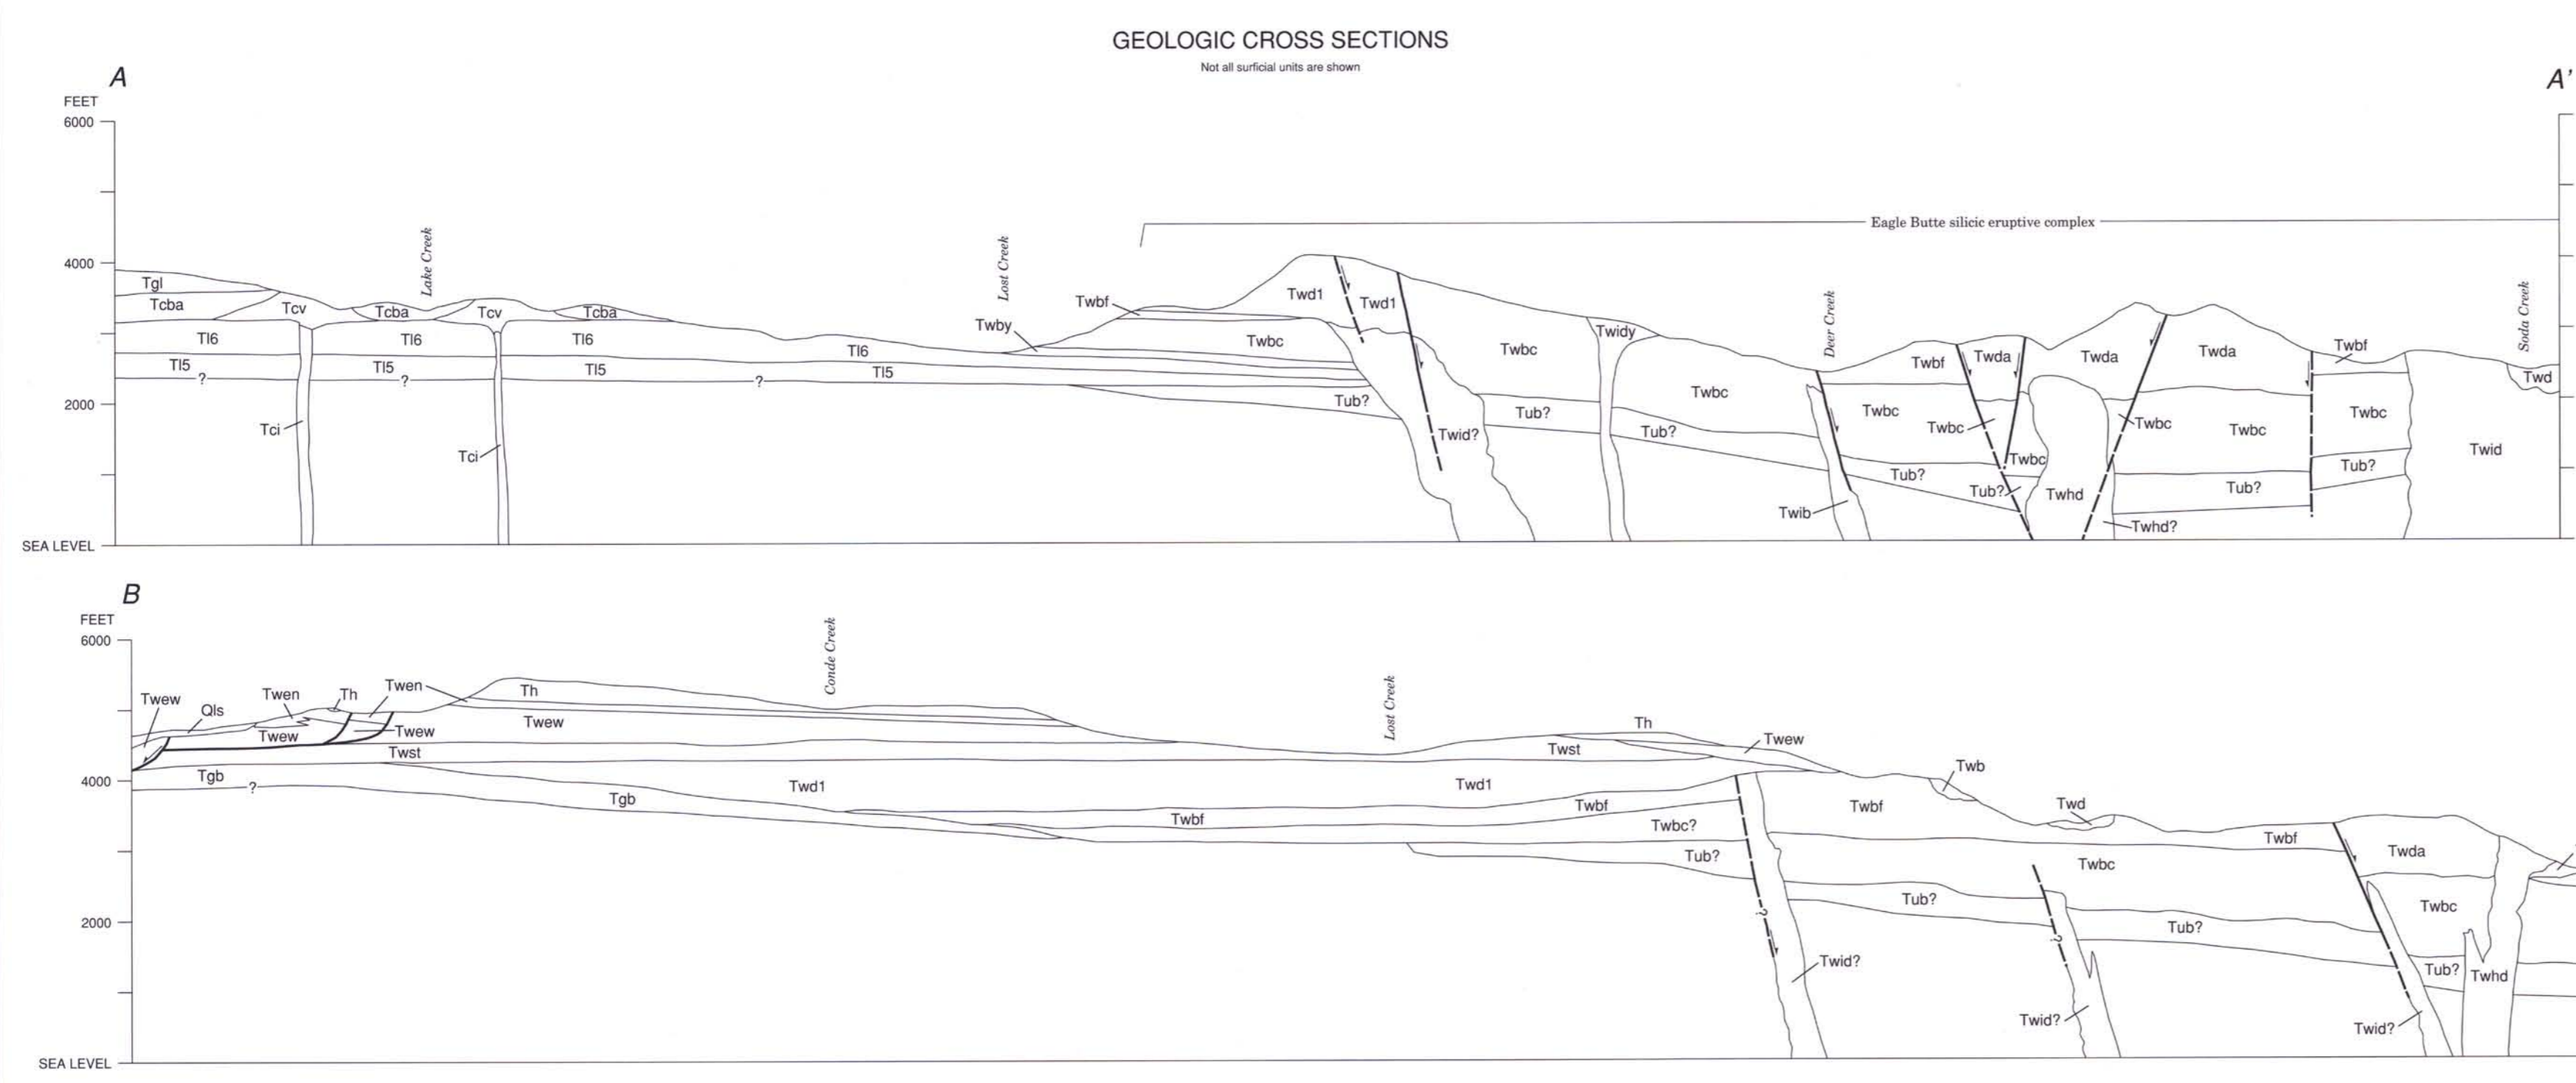 GEOLOGIC CROSS SECTIONS
Not all surficial units are shown
A
A'
FEET
6000
4000
2000
SEA LEVEL
Lake Creek
Lost Creek
Deer Creek
Soda Creek
Eagle Butte silicic eruptive complex
Tgl
Tcba
Tcv
Tcba
Tcv
Tcba
Tl6
Tl6
Tl6
Tl6
Tl5
?
Tl5
?
Tl5
?
Tl5
Tci
Tci
Twby
Twbf
Twbc
Twd1
Twd1
Tub?
Twid?
Twbc
Tub?
Twidy
Twbc
Tub?
Twib
Twbf
Twbc
Tub?
Twda
Twbc
Twbc
Tub?
Twda
Twhd
Twbc
Twhd?
Twda
Twbc
Tub?
Twbf
Twbc
Tub?
Twid
Twd
B
FEET
6000
4000
2000
SEA LEVEL
Conde Creek
Lost Creek
Twew
Qls
Twen
Th
Twen
Th
Twew
Twew
Twew
Twst
Tgb
?
Tgb
Twd1
Twbf
Twst
Th
Twew
Twd1
Twbf
Twbc?
Tub?
?
Twid?
Twbf
Twb
Twd
Twbf
Twbc
Tub?
?
Tub?
Twid?
Twda
Twbc
Tub?
Twhd
Twid?